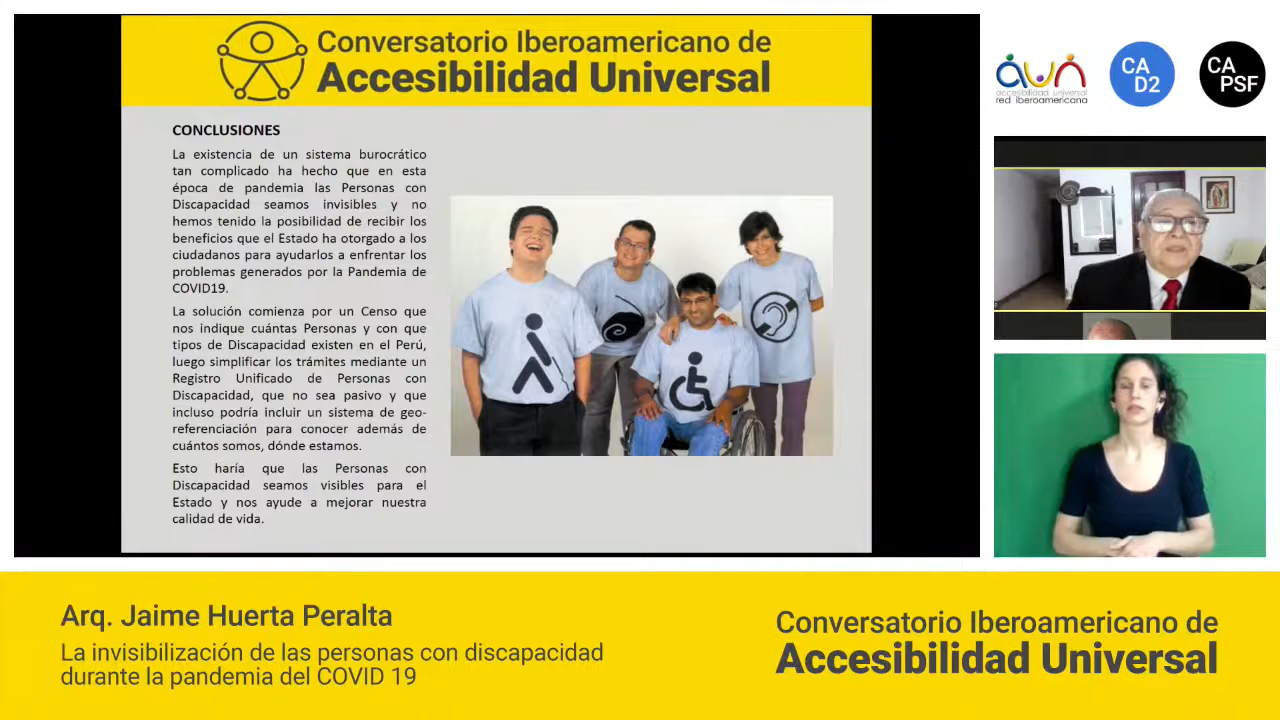 Conversatorio Iberoamericano de
Accesibilidad Universal
CONCLUSIONES
La existencia de un sistema burocrático
tan complicado ha hecho que en esta
época de pandemia las Personas con
Discapacidad seamos invisibles y no
hemos tenido la posibilidad de recibir los
beneficios que el Estado ha otorgado a los
ciudadanos para ayudarlos a enfrentar los
problemas generados por la Pandemia de
COVID19.
La solución comienza por un Censo que
nos indique cuántas Personas y con que
tipos de Discapacidad existen en el Perú,
luego simplificar los trámites mediante un
Registro Unificado de Personas con
Discapacidad, que no sea pasivo y que
incluso podría incluir un sistema de geo-
referenciación para conocer además de
cuántos somos, dónde estamos.
Esto haría que las Personas con
Discapacidad seamos visibles para el
Estado y nos ayude a mejorar nuestra
calidad de vida.
aun
accesibilidad universal
red iberoamericana
CA
D2
CA
PSF
Arq. Jaime Huerta Peralta
La invisibilización de las personas con discapacidad
durante la pandemia del COVID 19
Conversatorio Iberoamericano de
Accesibilidad Universal